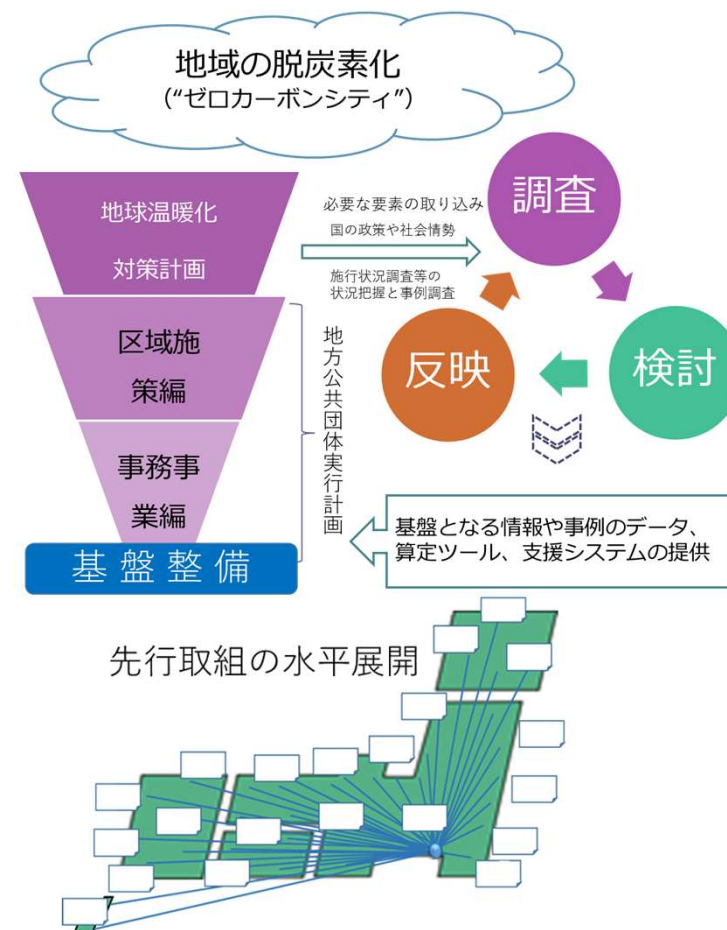 地域の脱炭素化
(“ゼロカーボンシティ”)
地球温暖化
対策計画
必要な要素の取り込み
国の政策や社会情勢
施行状況調査等の
状況把握と事例調査
調査
検討
反映
区域施
策編
事務事
業編
地方公共団体実行計画
基盤整備
基盤となる情報や事例のデータ、
算定ツール、支援システムの提供
先行取組の水平展開